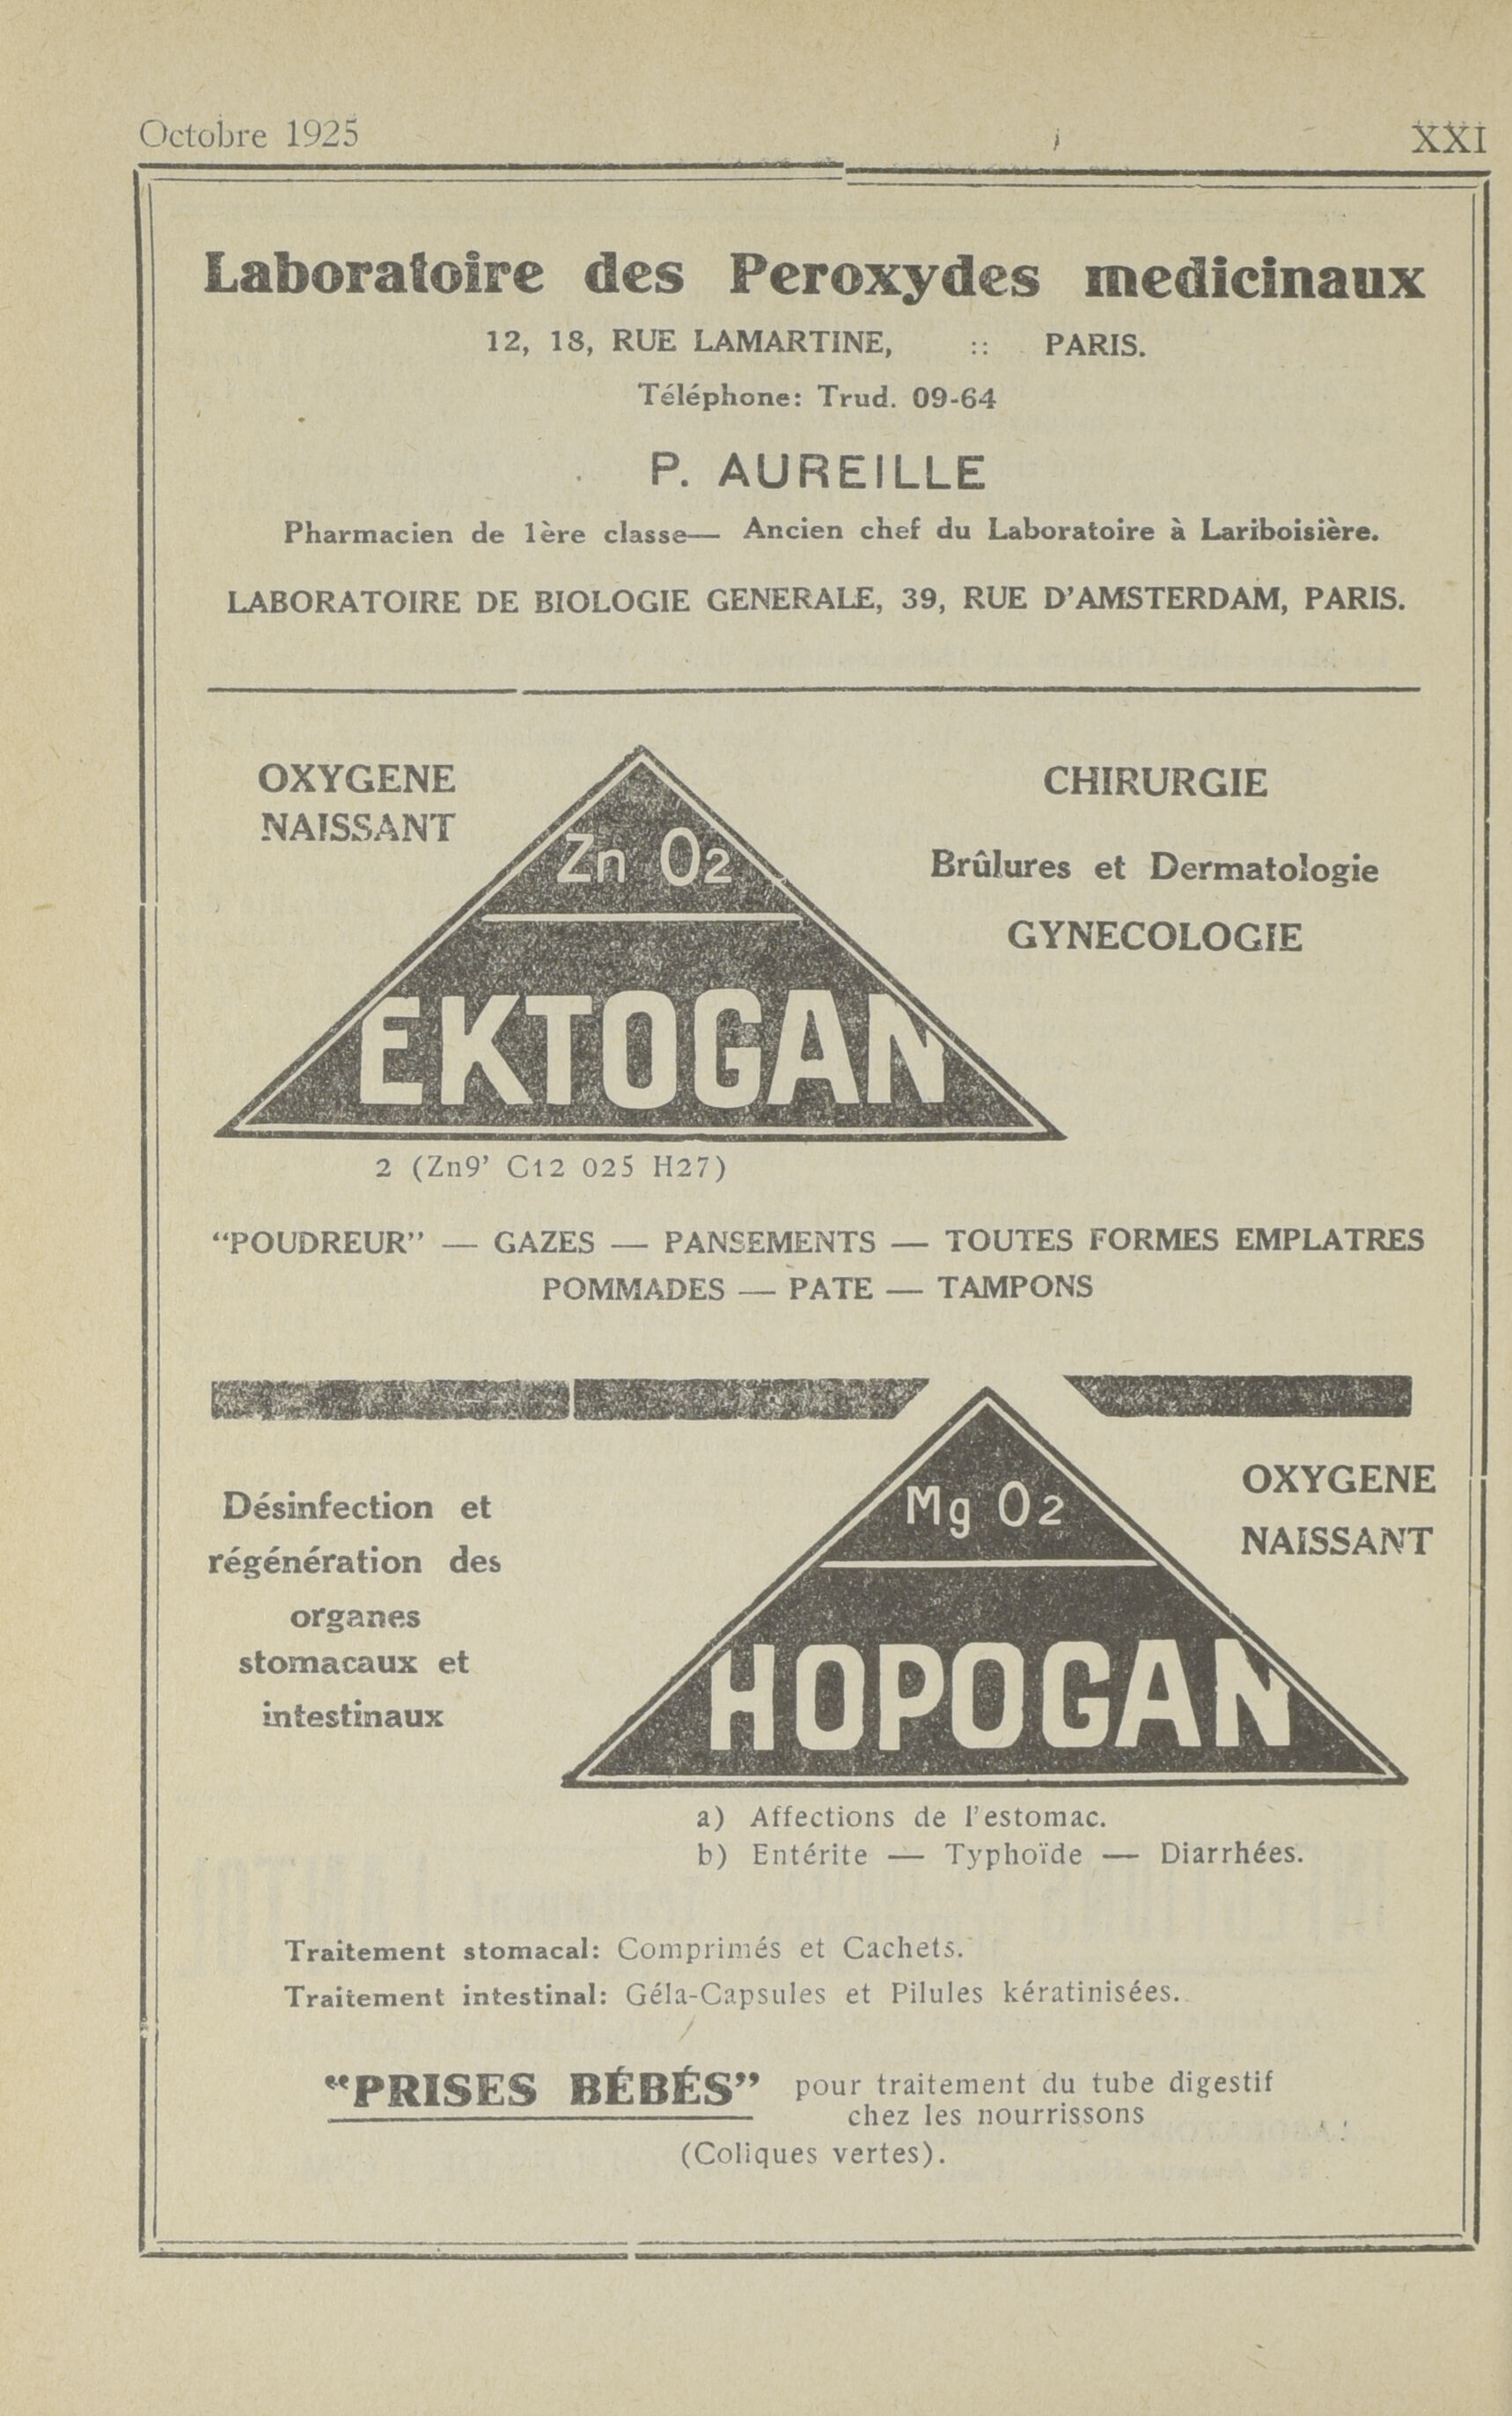 Octobre 1925
XXI
Laboratoire des Peroxydes medicinaux
12, 18, RUE LAMARTINE, :: PARIS.
Téléphone: Trud. 09-64
P. AUREILLE
Pharmacien de 1ère classe— Ancien chef du Laboratoire à Lariboisière.
LABORATOIRE DE BIOLOGIE GENERALE, 39, RUE D'AMSTERDAM, PARIS.
OXYGENE
NAISSANT
Zn O2
EKTOGAN
CHIRURGIE
Brûlures et Dermatologie
GYNECOLOGIE
2 (Zn9' C12 025 H27)
“POUDREUR” — GAZES — PANSEMENTS — TOUTES FORMES EMPLATRES
POMMADES — PATE — TAMPONS
Désinfection et
régénération des
organes
stomacaux et
intestinaux
Mg O2
HOPOGAN
OXYGENE
NAISSANT
a) Affections de l'estomac.
b) Entérite — Typhoïde — Diarrhées.
Traitement stomacal: Comprimés et Cachets.
Traitement intestinal: Géla-Capsules et Pilules kératinisées.
“PRISES BÉBÉS” pour traitement du tube digestif
chez les nourrissons
(Coliques vertes).